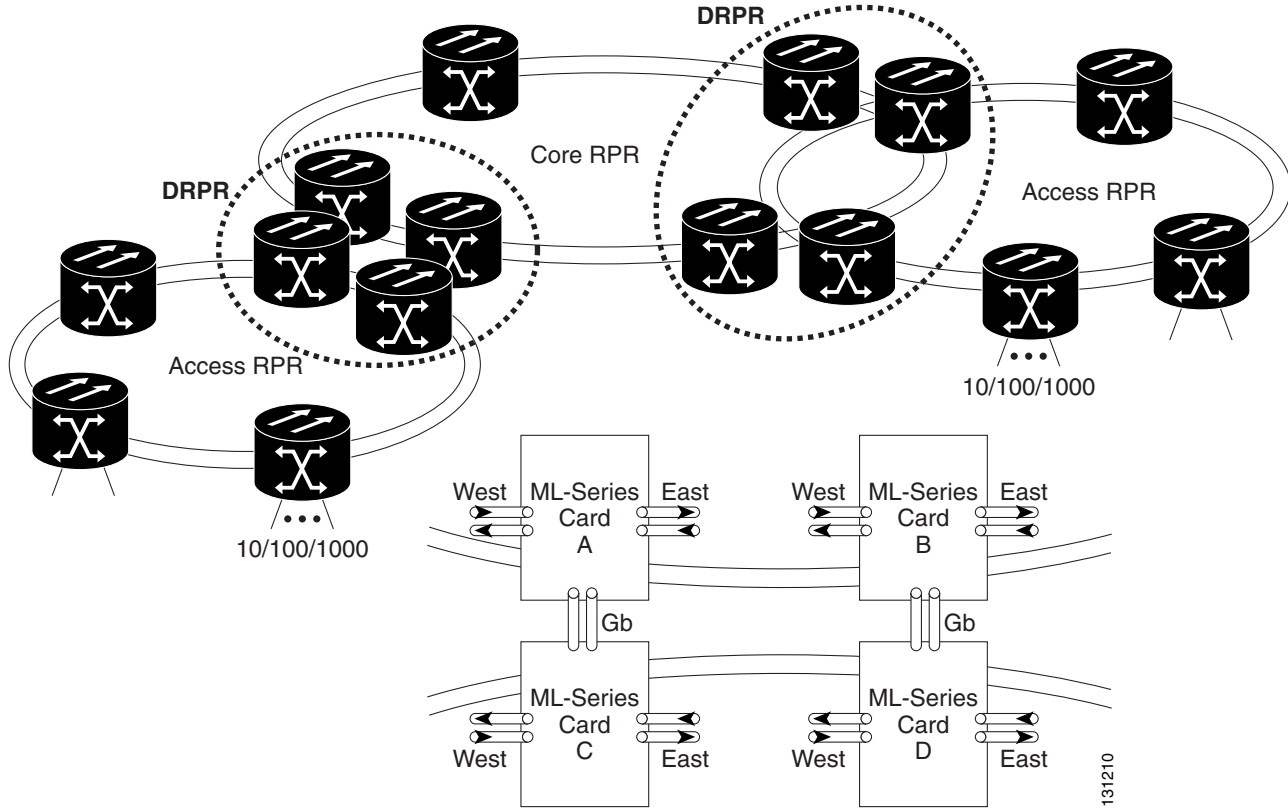 DRPR
Core RPR
DRPR
Access RPR
Access RPR
10/100/1000
10/100/1000
West
ML-Series
Card
A
East
West
ML-Series
Card
B
East
Gb
Gb
ML-Series
Card
C
West
East
ML-Series
Card
D
West
East
131210